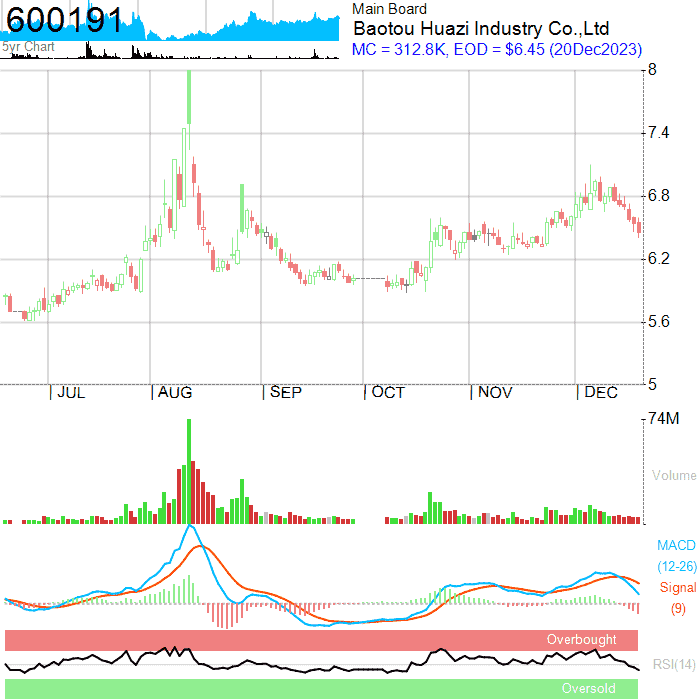 600191
5yr Chart
Main Board
Baotou Huazi Industry Co.,Ltd
MC = 312.8K, EOD = $6.45 (20Dec2023)
8
7.4
6.8
6.2
5.6
5
JUL AUG SEP OCT NOV DEC
74M
Volume
MACD
(12-26)
Signal
(9)
Overbought
RSI(14)
Oversold